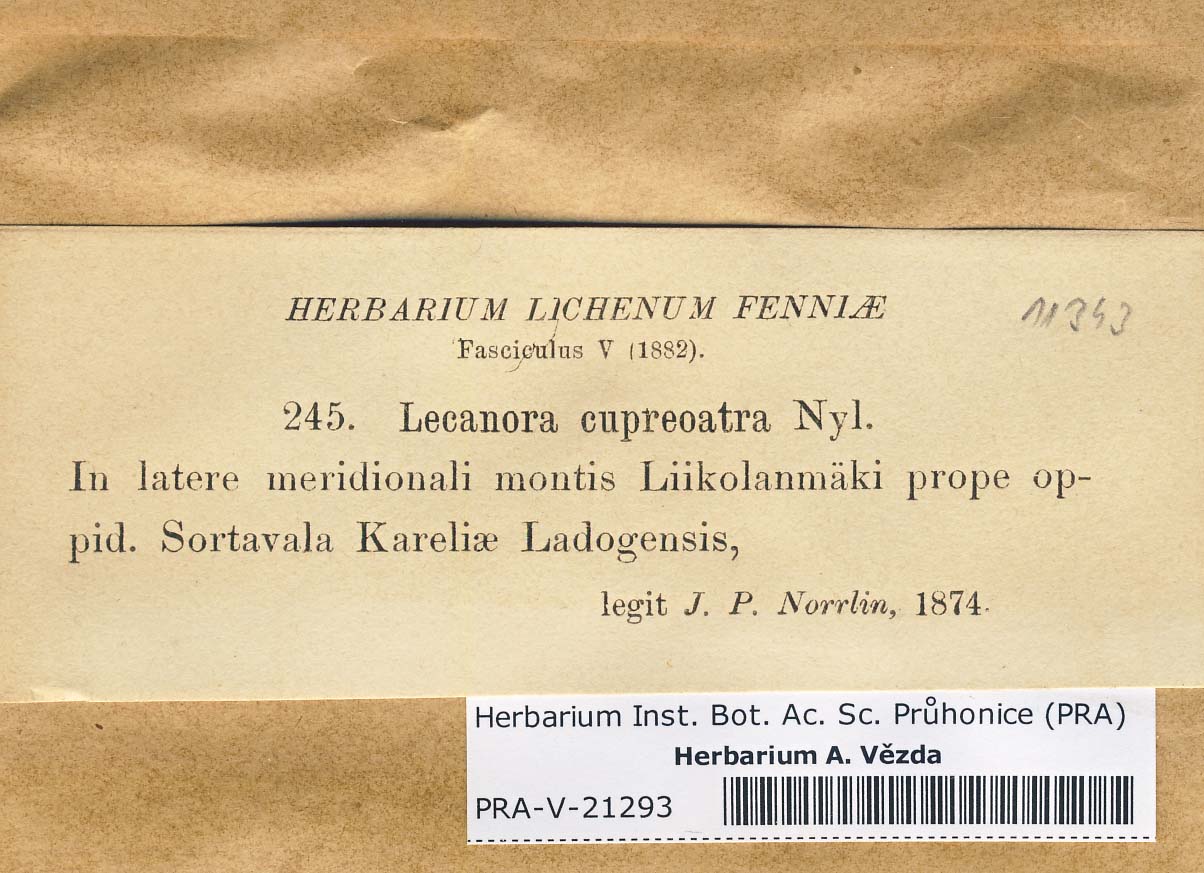 HERBARIUM LICHENUM FENNIÆ
11343
Fasciculus V (1882).
245. Lecanora cupreoatra Nyl.
In latere meridionali montis Liikolanmäki prope op-
pid. Sortavala Kareliæ Ladogensis,
legit J. P. Norrlin, 1874.
Herbarium Inst. Bot. Ac. Sc. Průhonice (PRA)
Herbarium A. Vězda
PRA-V-21293